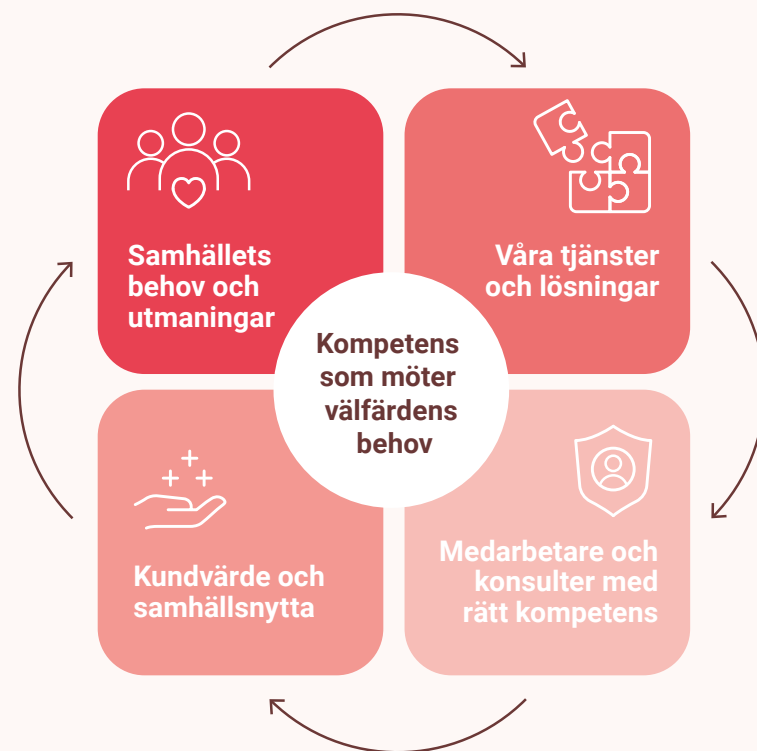 Samhällets
behov och
utmaningar
Våra tjänster
och lösningar
Kompetens
som möter
välfärdens
behov
Kundvärde och
samhällsnytta
Medarbetare och
konsulter med
rätt kompetens